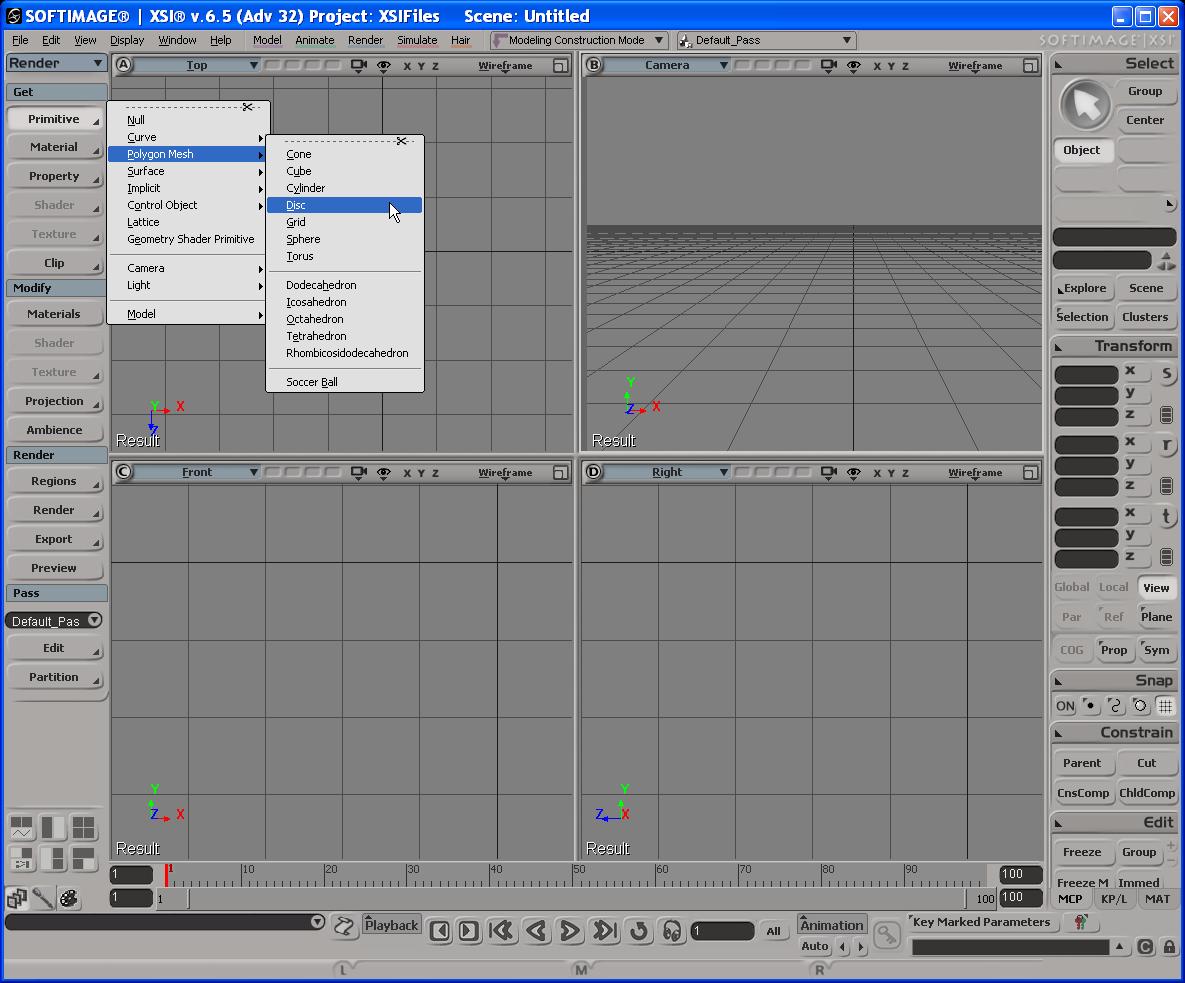 SOFTIMAGE® | XSI® v.6.5 (Adv 32) Project: XSIFiles Scene: Untitled
File Edit View Display Window Help Model Animate Render Simulate Hair Modeling Construction Mode Default_Pass SOFTIMAGE®|XSI®
Render
Get
Primitive
Material
Property
Shader
Texture
Clip
Modify
Materials
Shader
Texture
Projection
Ambience
Render
Regions
Render
Export
Preview
Pass
Default_Pas
Edit
Partition
A Top X Y Z Wireframe
Null
Curve
Polygon Mesh
Surface
Implicit
Control Object
Lattice
Geometry Shader Primitive
Camera
Light
Model
Cone
Cube
Cylinder
Disc
Grid
Sphere
Torus
Dodecahedron
Icosahedron
Octahedron
Tetrahedron
Rhombicosidodecahedron
Soccer Ball
Y X
Z
Result
B Camera X Y Z Wireframe
Y
Z X
Result
C Front X Y Z Wireframe
Y
Z X
Result
D Right X Y Z Wireframe
Y
Z X
Result
Select
Group
Center
Object
Explore Scene
Selection Clusters
Transform
x s
y
z
x r
y
z
x t
y
z
Global Local View
Par Ref Plane
COG Prop Sym
Snap
ON
Constrain
Parent Cut
CnsComp ChldComp
Edit
Freeze Group + -
Freeze M Immed
MCP KP/L MAT
1 1 10 20 30 40 50 60 70 80 90 100
1 1 100 100
Playback 1 All Animation
Auto
Key Marked Parameters
C
L M R